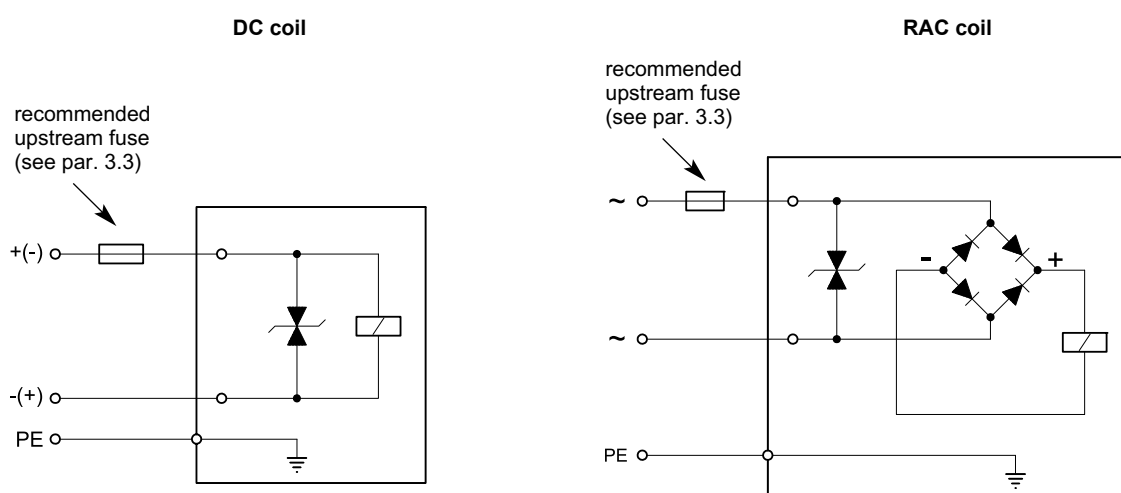 DC coil
recommended
upstream fuse
(see par. 3.3)
+(-)
-(+)
PE
RAC coil
recommended
upstream fuse
(see par. 3.3)
~
- +
~
PE